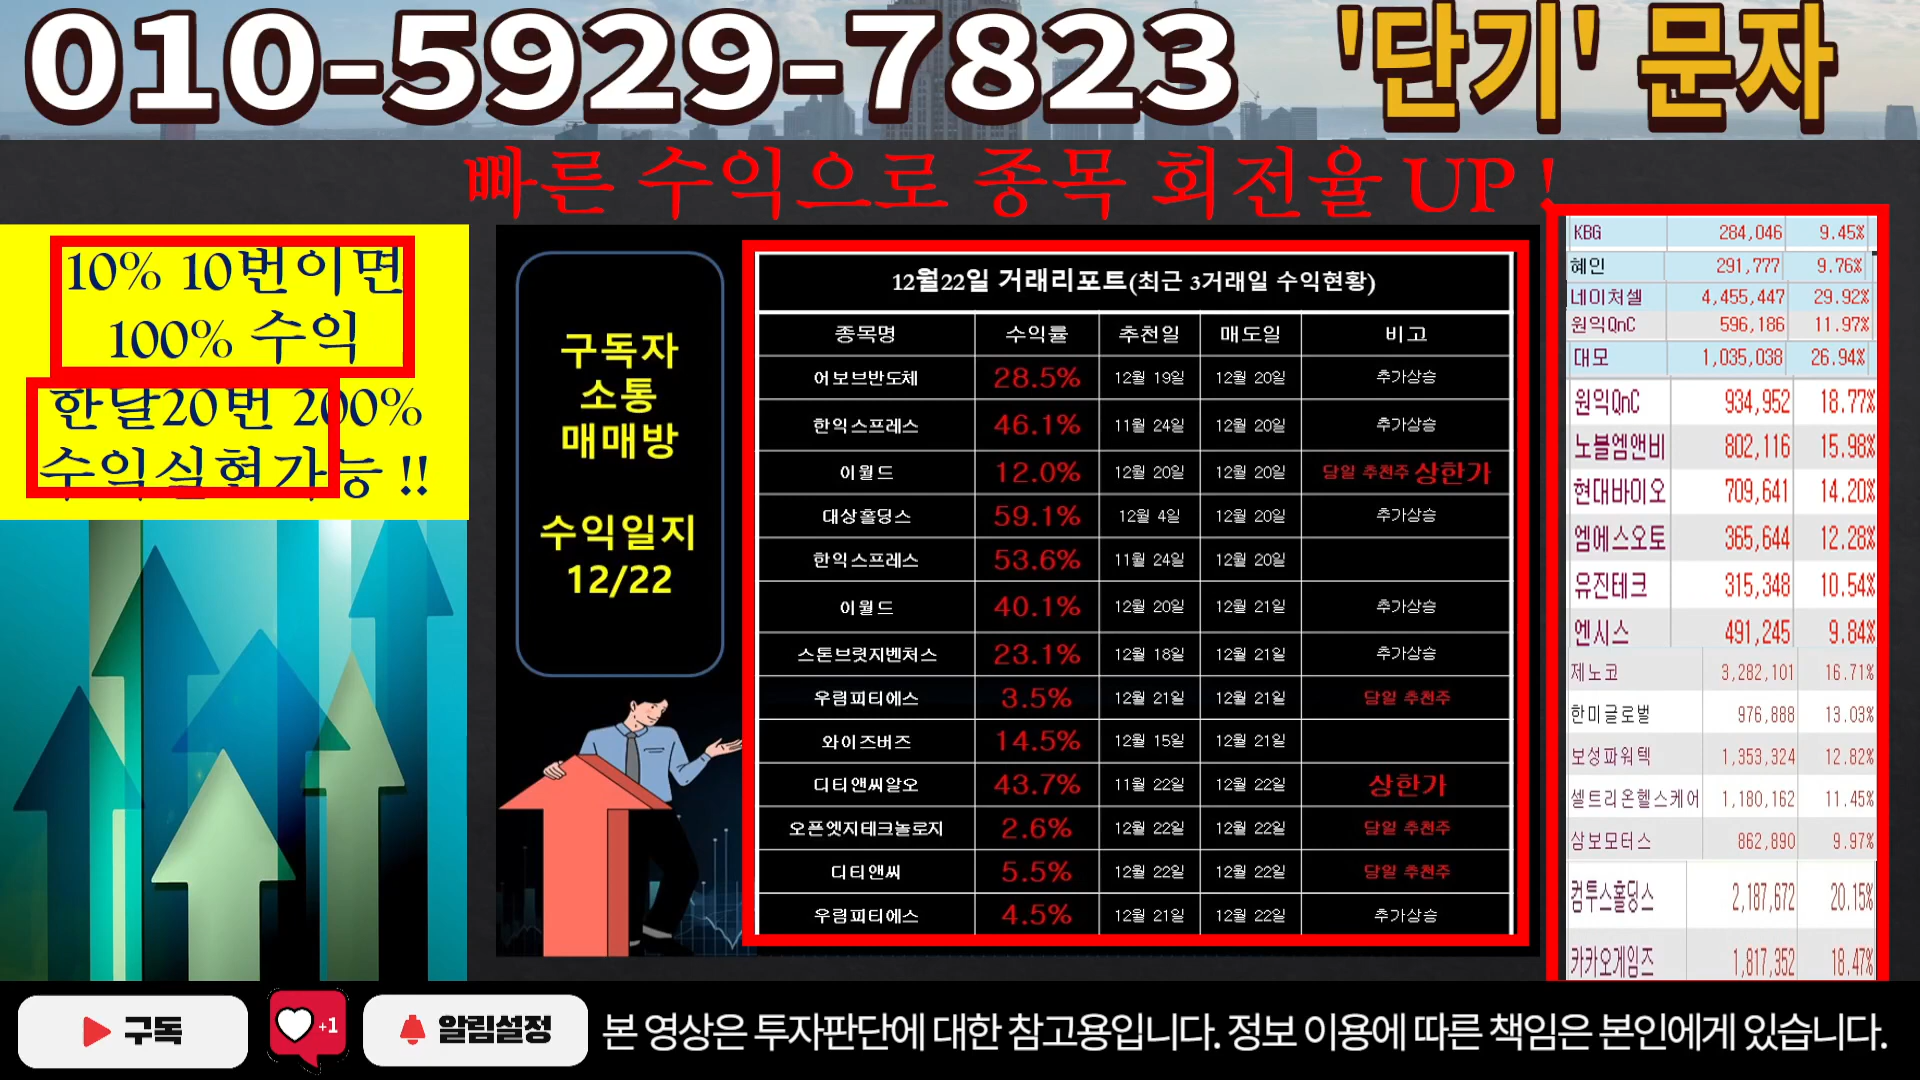 010-5929-7823 '단기' 문자
빠른 수익으로 종목 회전율 UP !
10% 10번이면
100% 수익
한달20번 200%
수익실현가능 !!
구독자
소통
매매방
수익일지
12/22
12월22일 거래리포트(최근 3거래일 수익현황)
종목명 수익률 추천일 매도일 비고
어보브반도체 28.5% 12월 19일 12월 20일 추가상승
한익스프레스 46.1% 11월 24일 12월 20일 추가상승
이월드 12.0% 12월 20일 12월 20일 당일 추천주 상한가
대상홀딩스 59.1% 12월 4일 12월 20일 추가상승
한익스프레스 53.6% 11월 24일 12월 20일
이월드 40.1% 12월 20일 12월 21일 추가상승
스톤브릿지벤처스 23.1% 12월 18일 12월 21일 추가상승
우림피티에스 3.5% 12월 21일 12월 21일 당일 추천주
와이즈버즈 14.5% 12월 15일 12월 21일
디티앤씨알오 43.7% 11월 22일 12월 22일 상한가
오픈엣지테크놀로지 2.6% 12월 22일 12월 22일 당일 추천주
디티앤씨 5.5% 12월 22일 12월 22일 당일 추천주
우림피티에스 4.5% 12월 21일 12월 22일 추가상승
KBG 284,046 9.45%
혜인 291,777 9.76%
네이처셀 4,455,447 29.92%
원익QnC 596,186 11.97%
대모 1,035,038 26.94%
원익QnC 934,952 18.77%
노블엠앤비 802,116 15.98%
현대바이오 709,641 14.20%
엠에스오토 365,644 12.28%
유진테크 315,348 10.54%
엔시스 491,245 9.84%
제노코 3,282,101 16.71%
한미글로벌 976,888 13.03%
보성파워텍 1,353,324 12.82%
셀트리온헬스케어 1,180,162 11.45%
상보모터스 862,890 9.97%
컴투스홀딩스 2,187,672 20.15%
카카오게임즈 1,817,352 18.47%
구독 +1 알림설정 본 영상은 투자판단에 대한 참고용입니다. 정보 이용에 따른 책임은 본인에게 있습니다.